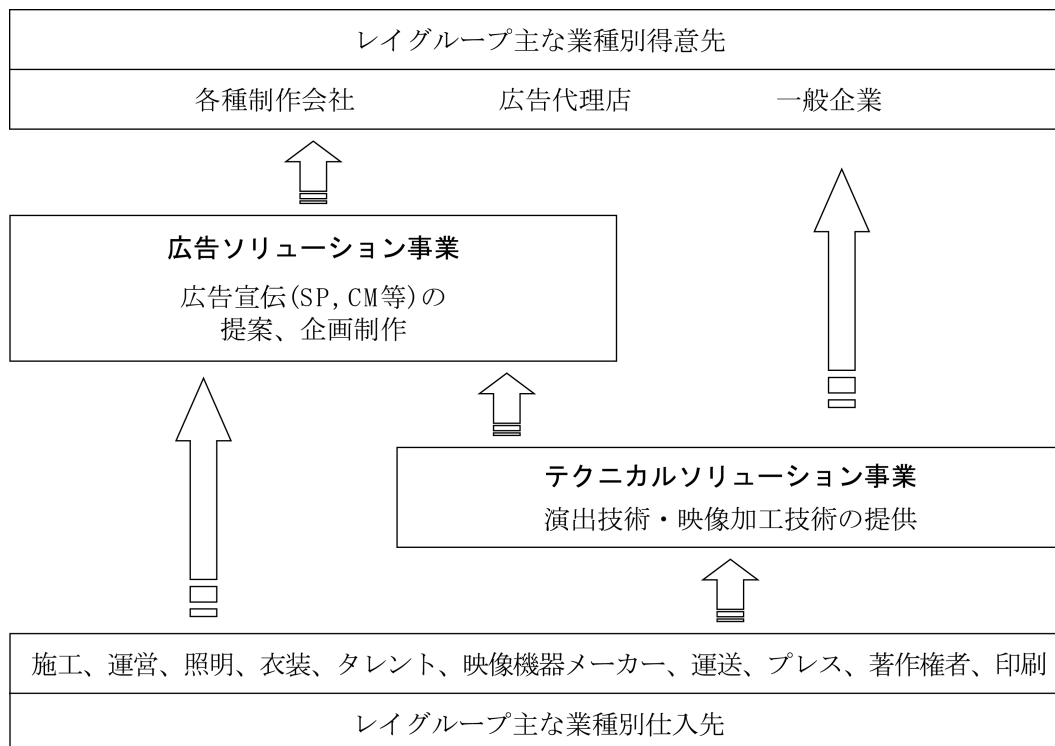 レイグループ主な業種別得意先
各種制作会社 広告代理店 一般企業
広告ソリューション事業
広告宣伝(SP,CM等)の
提案、企画制作
テクニカルソリューション事業
演出技術・映像加工技術の提供
施工、運営、照明、衣装、タレント、映像機器メーカー、運送、プレス、著作権者、印刷
レイグループ主な業種別仕入先